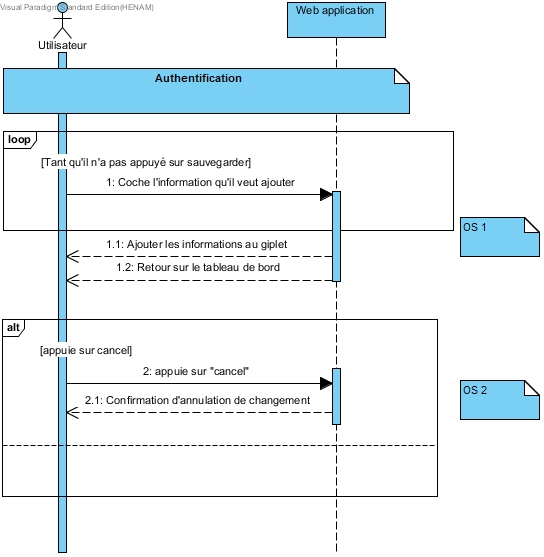 Visual Paradigm Standard Edition(HENAM)
Web application
Utilisateur
Authentification
loop
[Tant qu'il n'a pas appuyé sur sauvegarder]
1: Coche l'information qu'il veut ajouter
OS 1
1.1: Ajouter les informations au giplet
1.2: Retour sur le tableau de bord
alt
[appuie sur cancel]
2: appuie sur "cancel"
OS 2
2.1: Confirmation d'annulation de changement